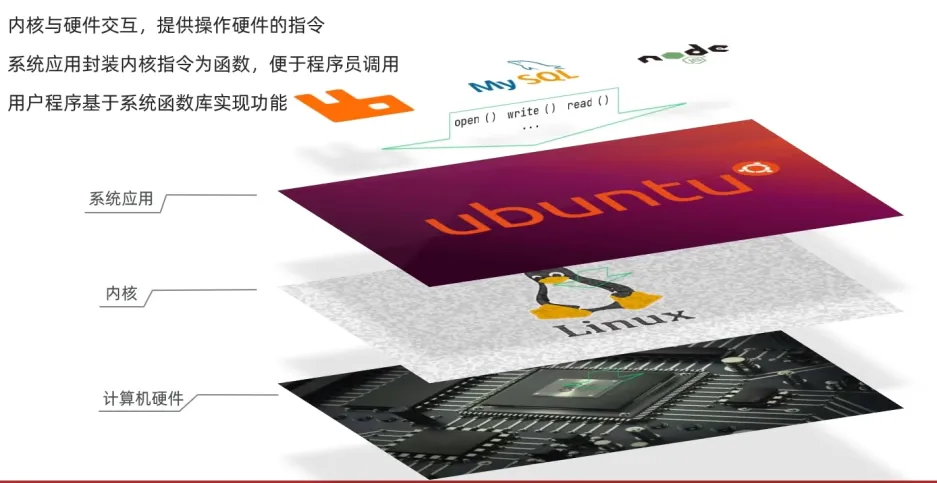 内核与硬件交互，提供操作硬件的指令
系统应用封装内核指令为函数，便于程序员调用
用户程序基于系统函数库实现功能
MySQL
node
JS
open () write () read ()
...
系统应用
ubuntu
内核
Linux
计算机硬件